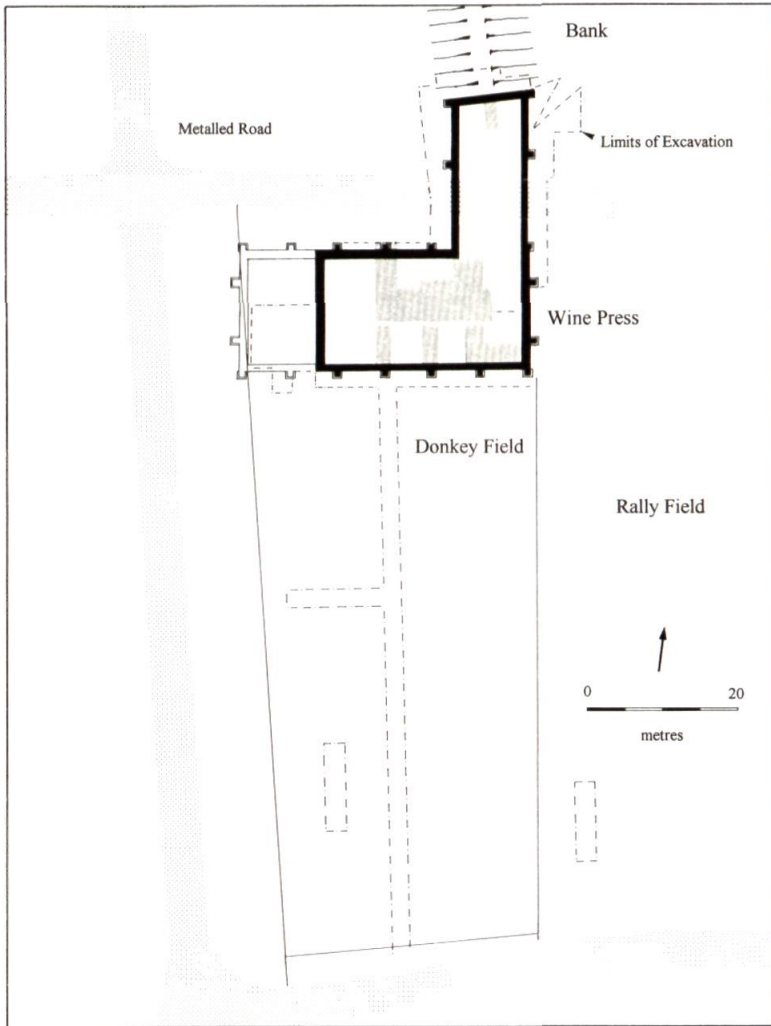 Bank
Metalled Road
Limits of Excavation
Wine Press
Donkey Field
Rally Field
0 20
metres